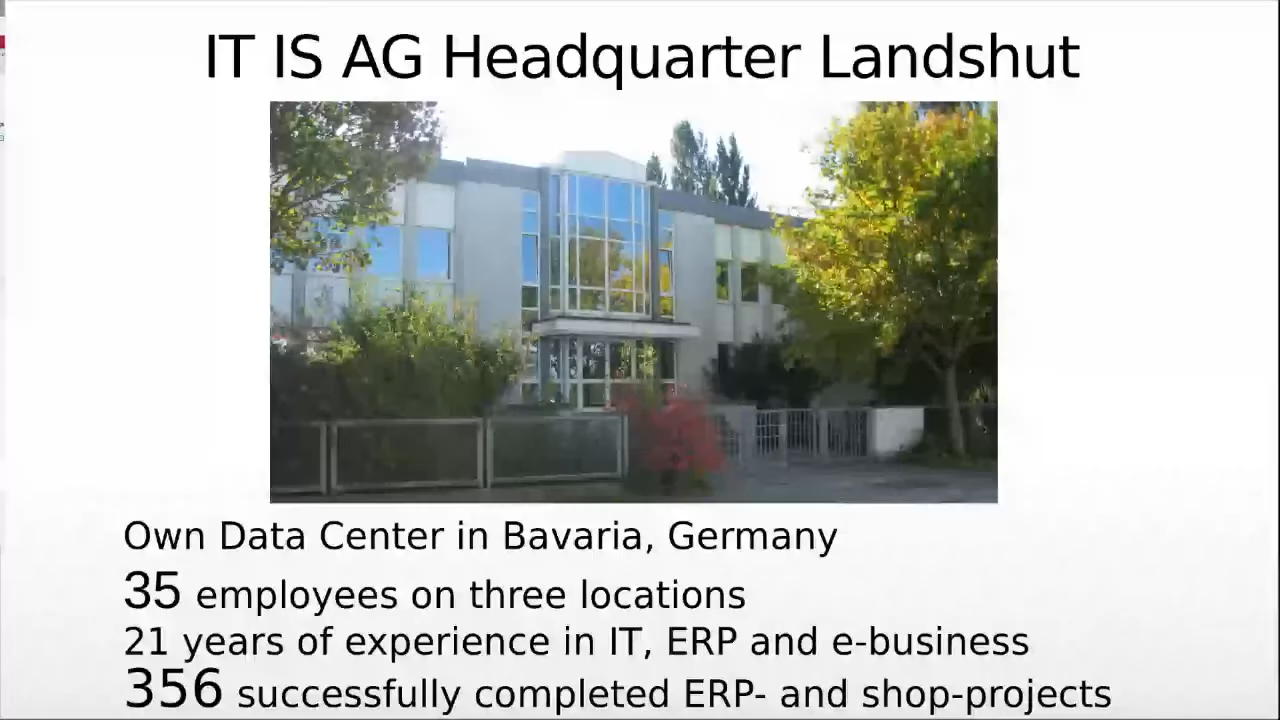 IT IS AG Headquarter Landshut
Own Data Center in Bavaria, Germany
35 employees on three locations
21 years of experience in IT, ERP and e-business
356 successfully completed ERP- and shop-projects